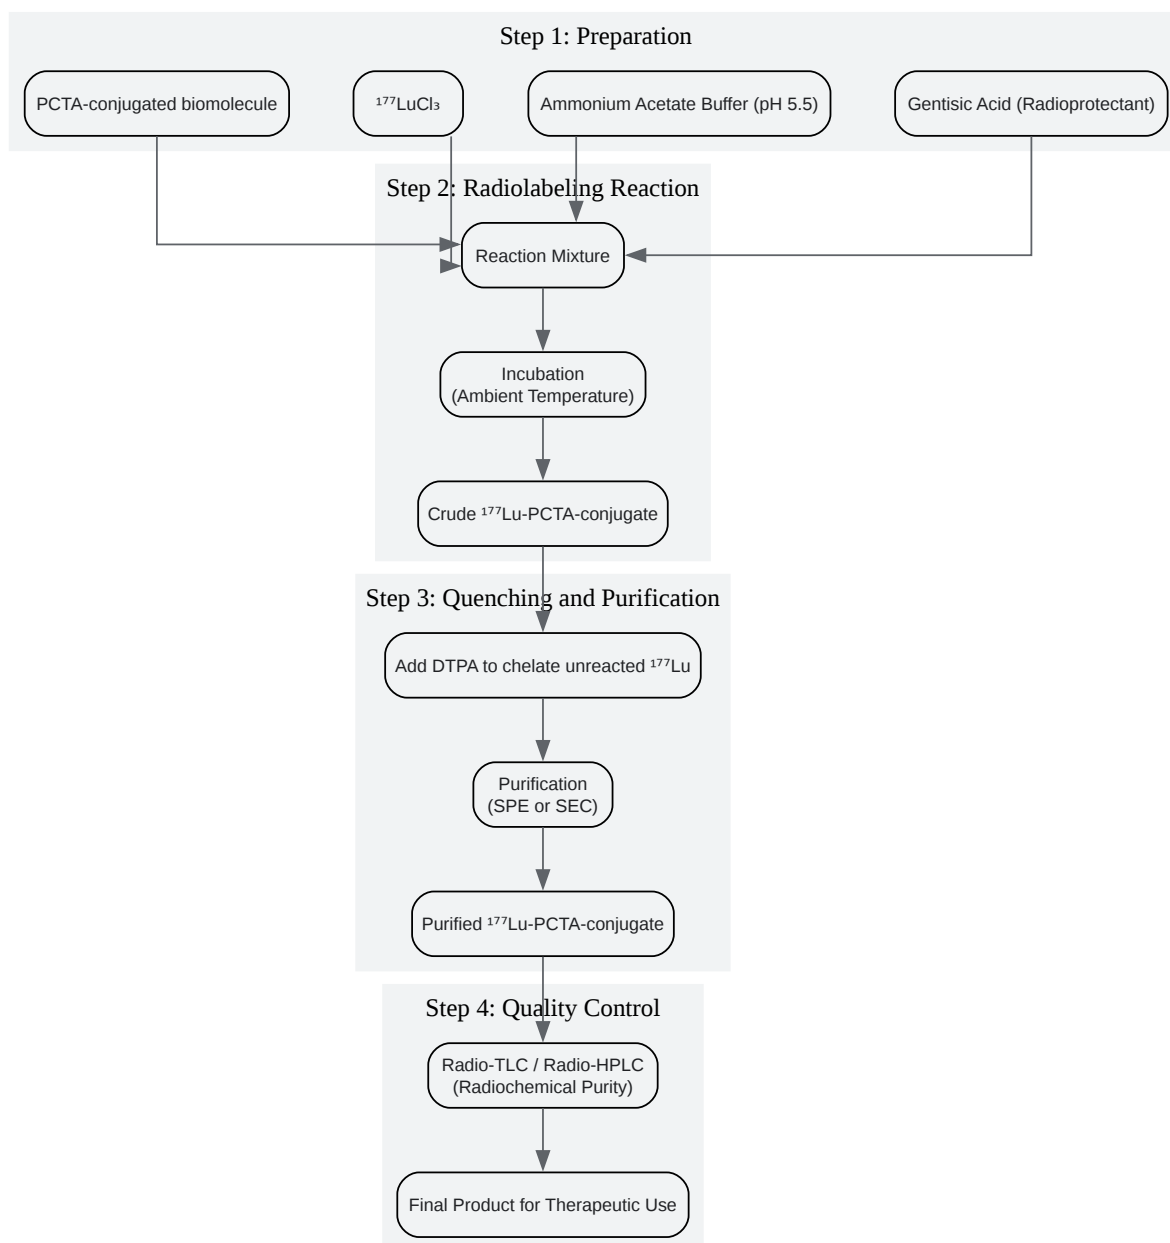 Step 1: Preparation
PCTA-conjugated biomolecule
¹⁷⁷LuCl₃
Ammonium Acetate Buffer (pH 5.5)
Gentisic Acid (Radioprotectant)
Step 2: Radiolabeling Reaction
Reaction Mixture
Incubation
(Ambient Temperature)
Crude ¹⁷⁷Lu-PCTA-conjugate
Step 3: Quenching and Purification
Add DTPA to chelate unreacted ¹⁷⁷Lu
Purification
(SPE or SEC)
Purified ¹⁷⁷Lu-PCTA-conjugate
Step 4: Quality Control
Radio-TLC / Radio-HPLC
(Radiochemical Purity)
Final Product for Therapeutic Use